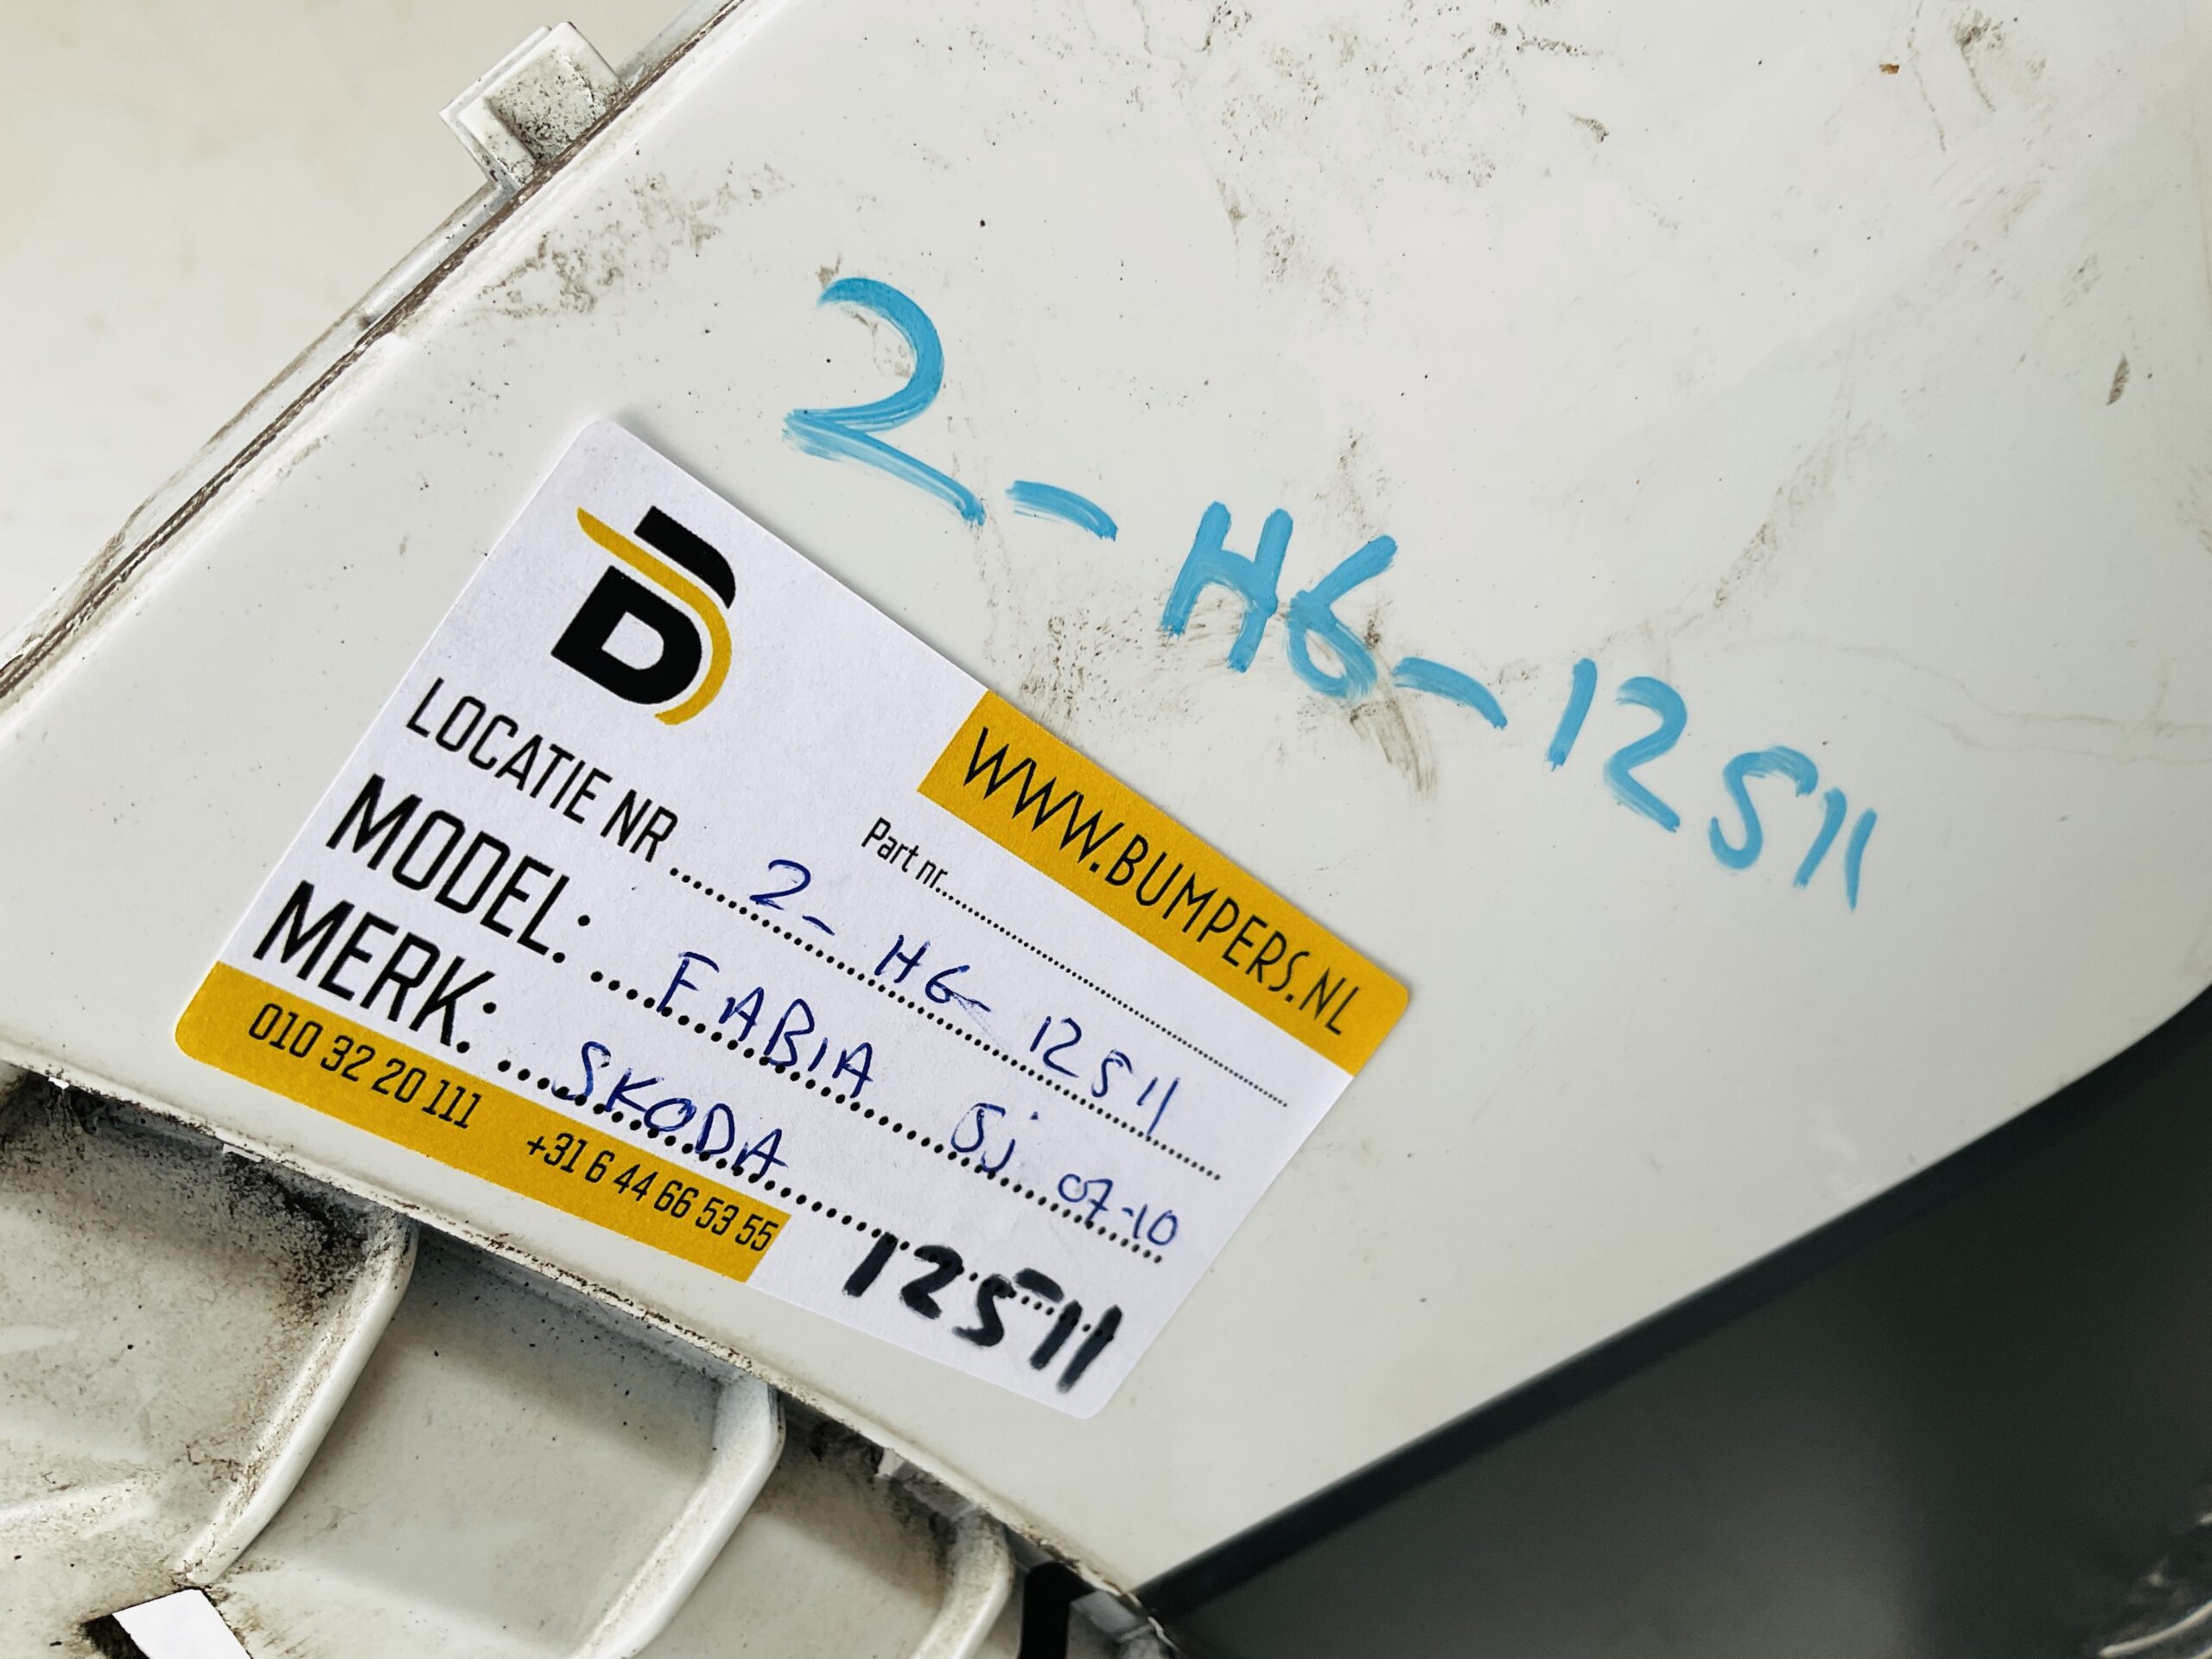 2-H6-12511
WWW.BUMPERS.NL
Part nr..........
LOCATIE NR .......... 2- H6- 12511
MODEL: .... FABIA 5j 07-10
MERK: .... SKODA
12511
010 32 20 111 +31 6 44 66 53 55